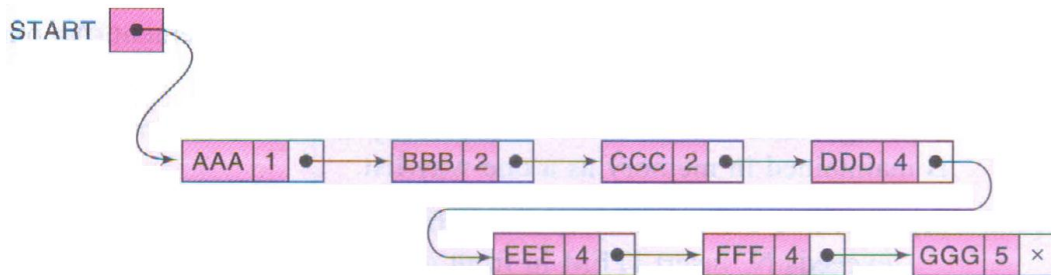 START
AAA 1 BBB 2 CCC 2 DDD 4
EEE 4 FFF 4 GGG 5 ×